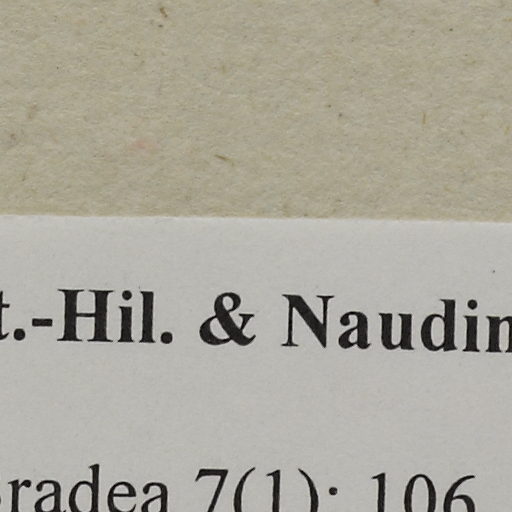 t.-Hil. & Naudin
radea 7(1): 106